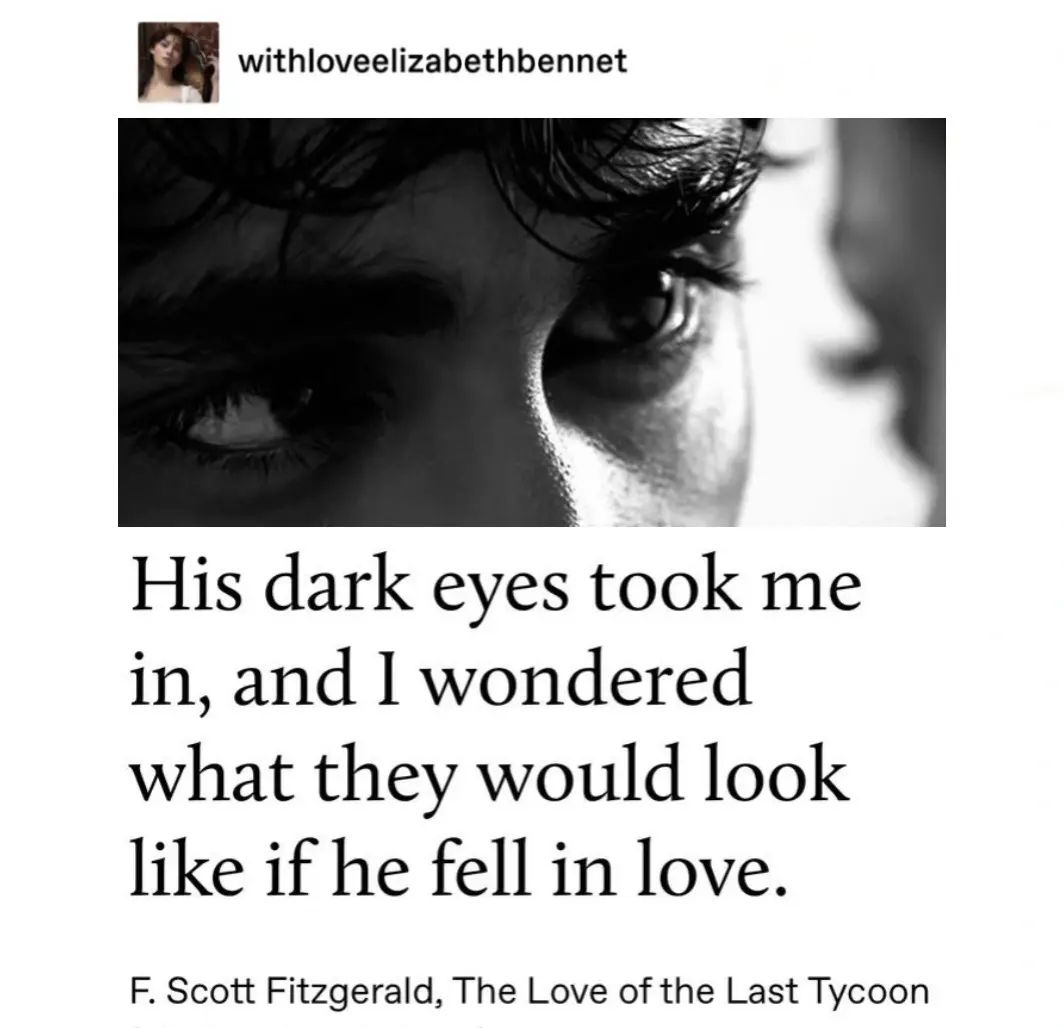 withloveelizabethbennet
His dark eyes took me
in, and I wondered
what they would look
like if he fell in love.
F. Scott Fitzgerald, The Love of the Last Tycoon